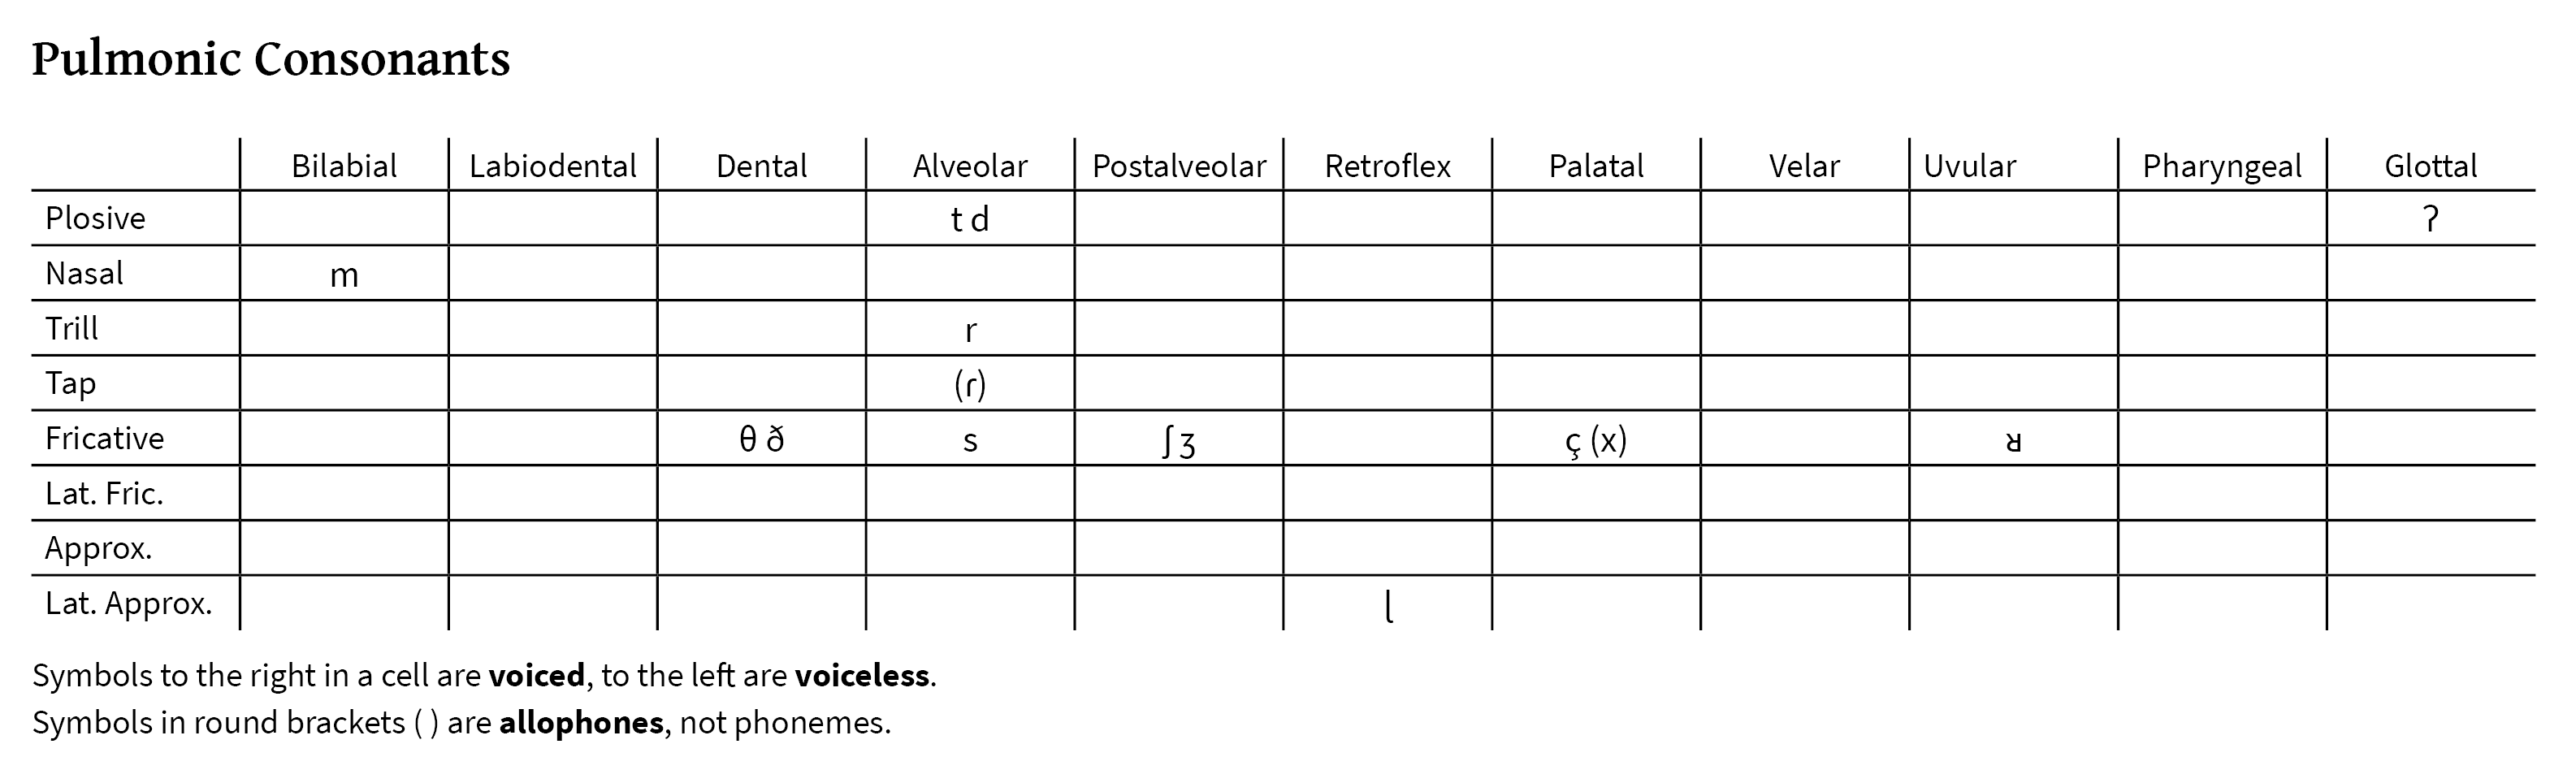 Pulmonic Consonants
Bilabial Labiodental Dental Alveolar Postalveolar Retroflex Palatal Velar Uvular Pharyngeal Glottal
Plosive t d ʔ
Nasal m
Trill r
Tap (ɾ)
Fricative θ ð s ʃ ʒ ç (x) ʁ
Lat. Fric.
Approx.
Lat. Approx. ɭ
Symbols to the right in a cell are voiced, to the left are voiceless.
Symbols in round brackets ( ) are allophones, not phonemes.